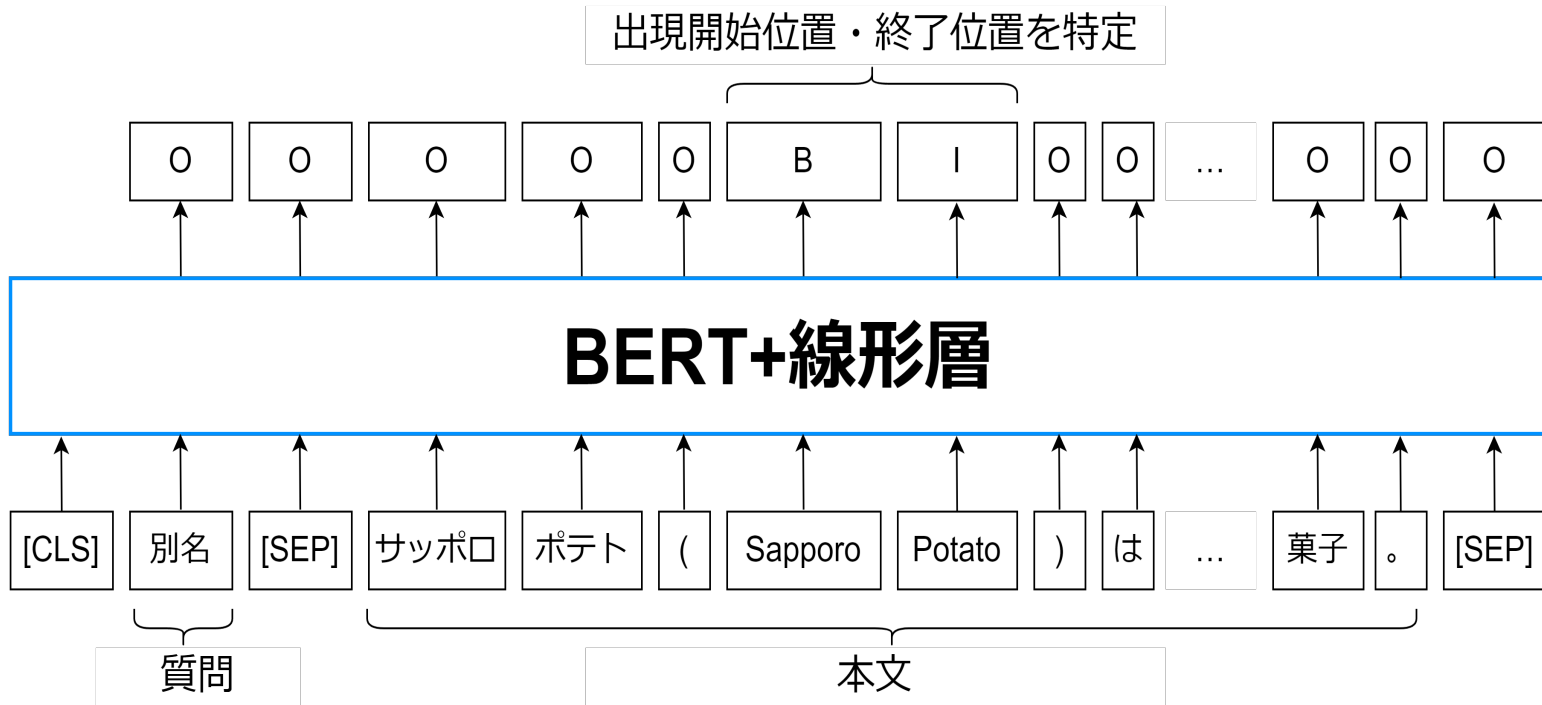 出現開始位置・終了位置を特定
O O O O O B I O O … O O O
BERT+線形層
[CLS] 別名 [SEP] サッポロ ポテト ( Sapporo Potato ) は … 菓子 。 [SEP]
質問 本文